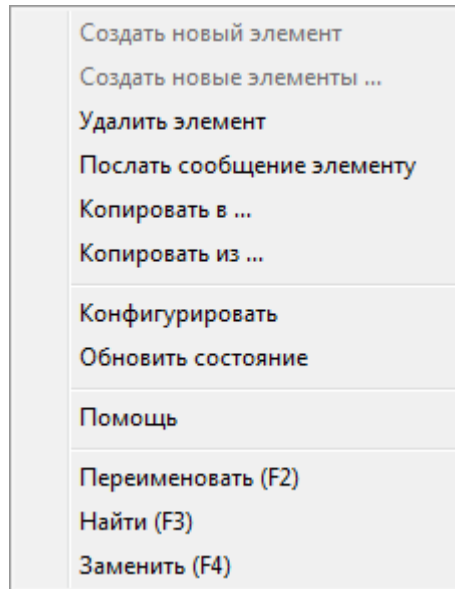 Создать новый элемент
Создать новые элементы ...
Удалить элемент
Послать сообщение элементу
Копировать в ...
Копировать из ...
Конфигурировать
Обновить состояние
Помощь
Переименовать (F2)
Найти (F3)
Заменить (F4)